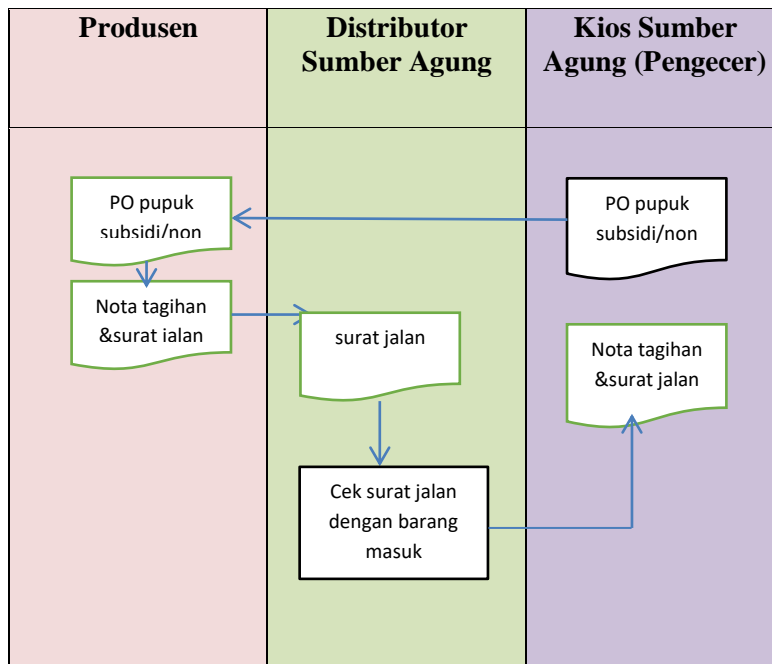 Produsen
Distributor
Sumber Agung
Kios Sumber
Agung (Pengecer)
PO pupuk
subsidi/non
PO pupuk
subsidi/non
Nota tagihan
&surat jalan
surat jalan
Nota tagihan
&surat jalan
Cek surat jalan
dengan barang
masuk